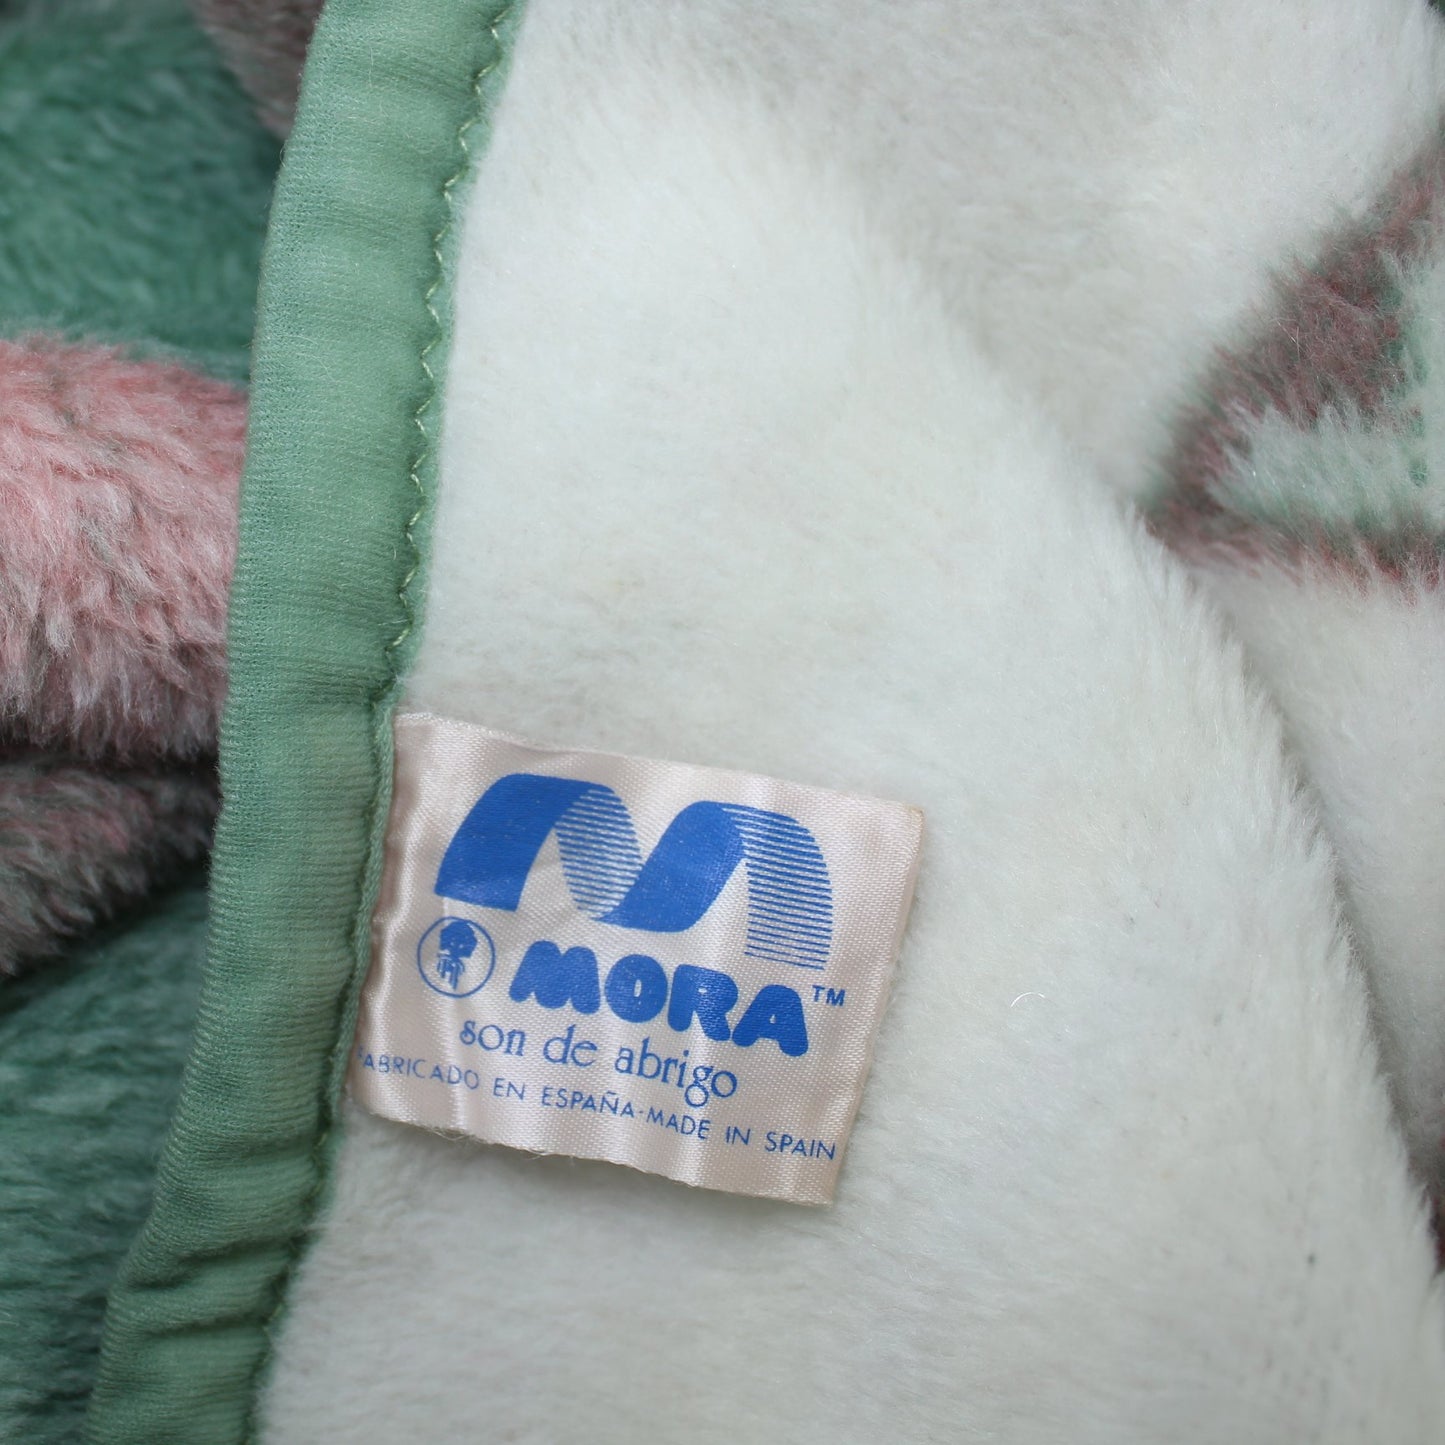 MORA™
son de abrigo
FABRICADO EN ESPAÑA-MADE IN SPAIN